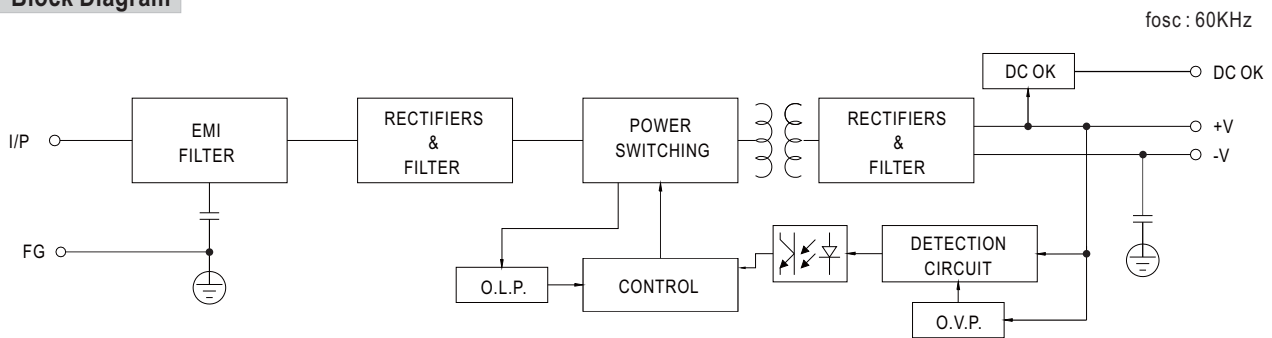 Block Diagram
fosc : 60KHz
DC OK
DC OK
I/P
EMI
FILTER
RECTIFIERS
&
FILTER
POWER
SWITCHING
RECTIFIERS
&
FILTER
+V
-V
FG
O.L.P.
CONTROL
DETECTION
CIRCUIT
O.V.P.